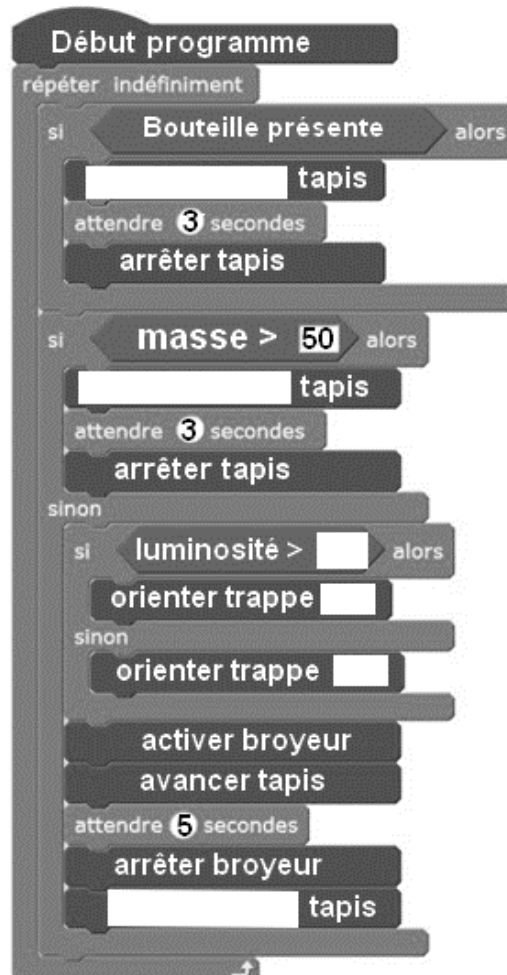 Début programme
répéter indéfiniment
si Bouteille présente alors
tapis
attendre 3 secondes
arrêter tapis
si masse > 50 alors
tapis
attendre 3 secondes
arrêter tapis
sinon
si luminosité > alors
orienter trappe
sinon
orienter trappe
activer broyeur
avancer tapis
attendre 5 secondes
arrêter broyeur
tapis